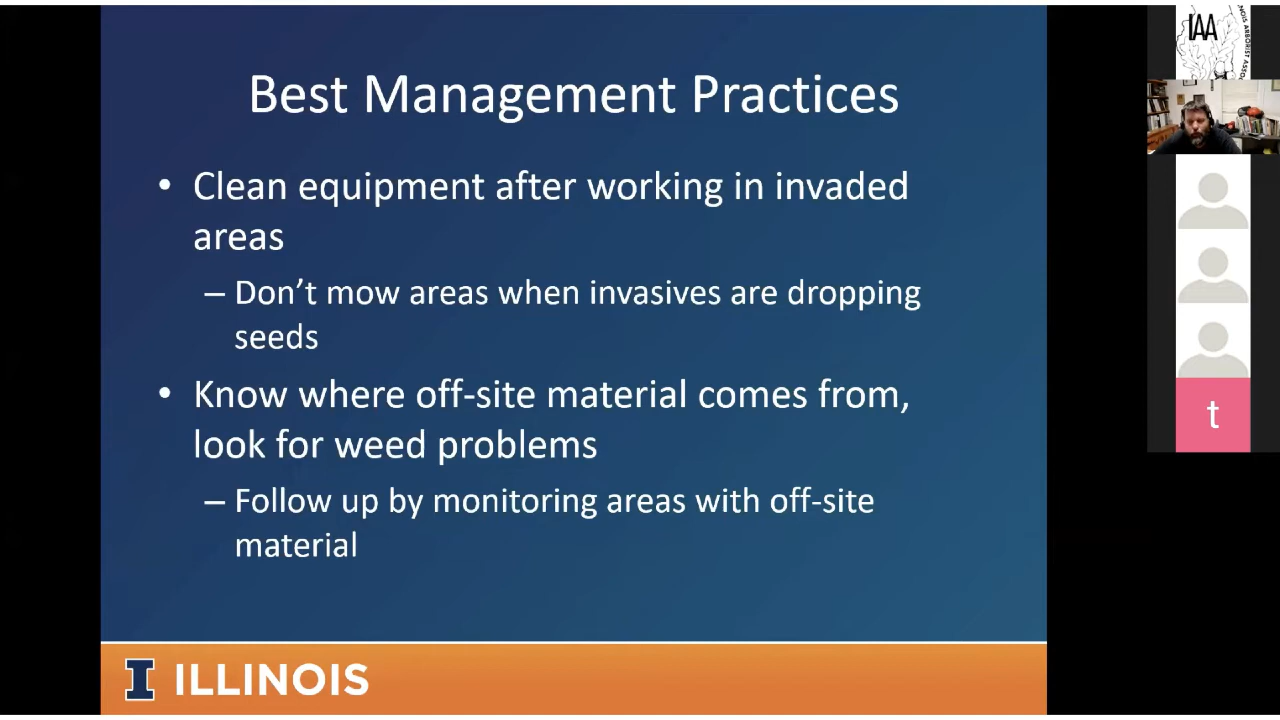 Best Management Practices
• Clean equipment after working in invaded
areas
– Don’t mow areas when invasives are dropping
seeds
• Know where off-site material comes from,
look for weed problems
– Follow up by monitoring areas with off-site
material
I ILLINOIS
IAA
t